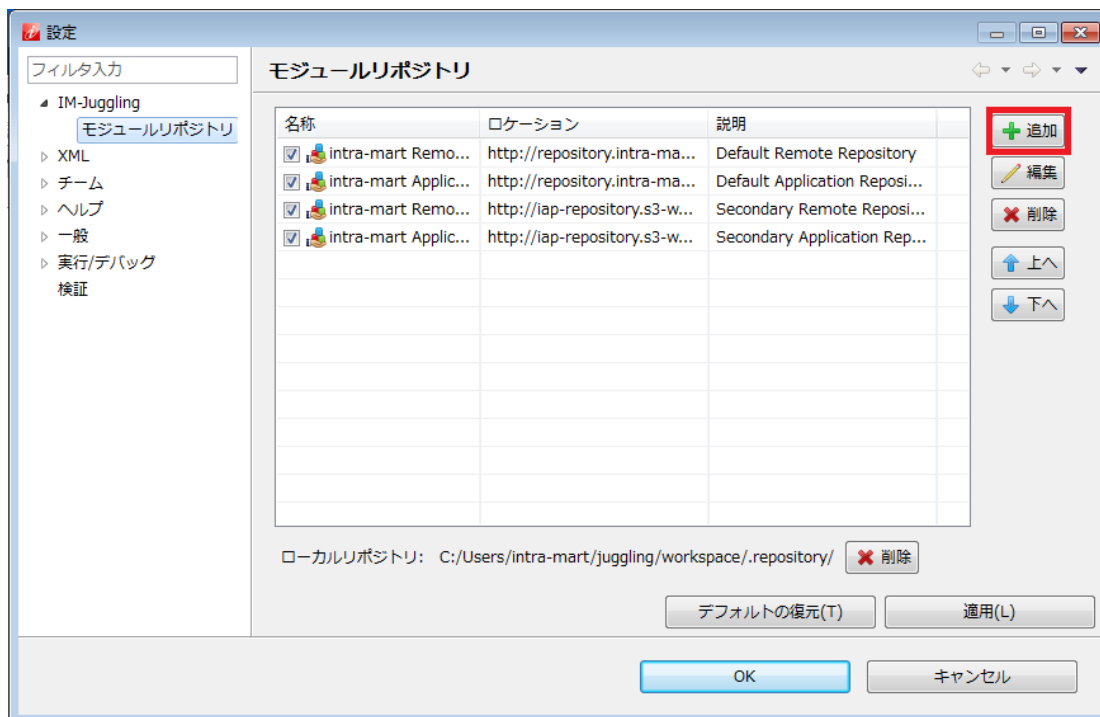 設定
フィルタ入力
モジュールリポジトリ
IM-Juggling
モジュールリポジトリ
XML
チーム
ヘルプ
一般
実行/デバッグ
検証
名称 ロケーション 説明
intra-mart Remo... http://repository.intra-ma... Default Remote Repository
intra-mart Applic... http://repository.intra-ma... Default Application Reposi...
intra-mart Remo... http://iap-repository.s3-w... Secondary Remote Reposi...
intra-mart Applic... http://iap-repository.s3-w... Secondary Application Rep...
追加
編集
削除
上へ
下へ
ローカルリポジトリ: C:/Users/intra-mart/juggling/workspace/.repository/ 削除
デフォルトの復元(T) 適用(L)
OK キャンセル